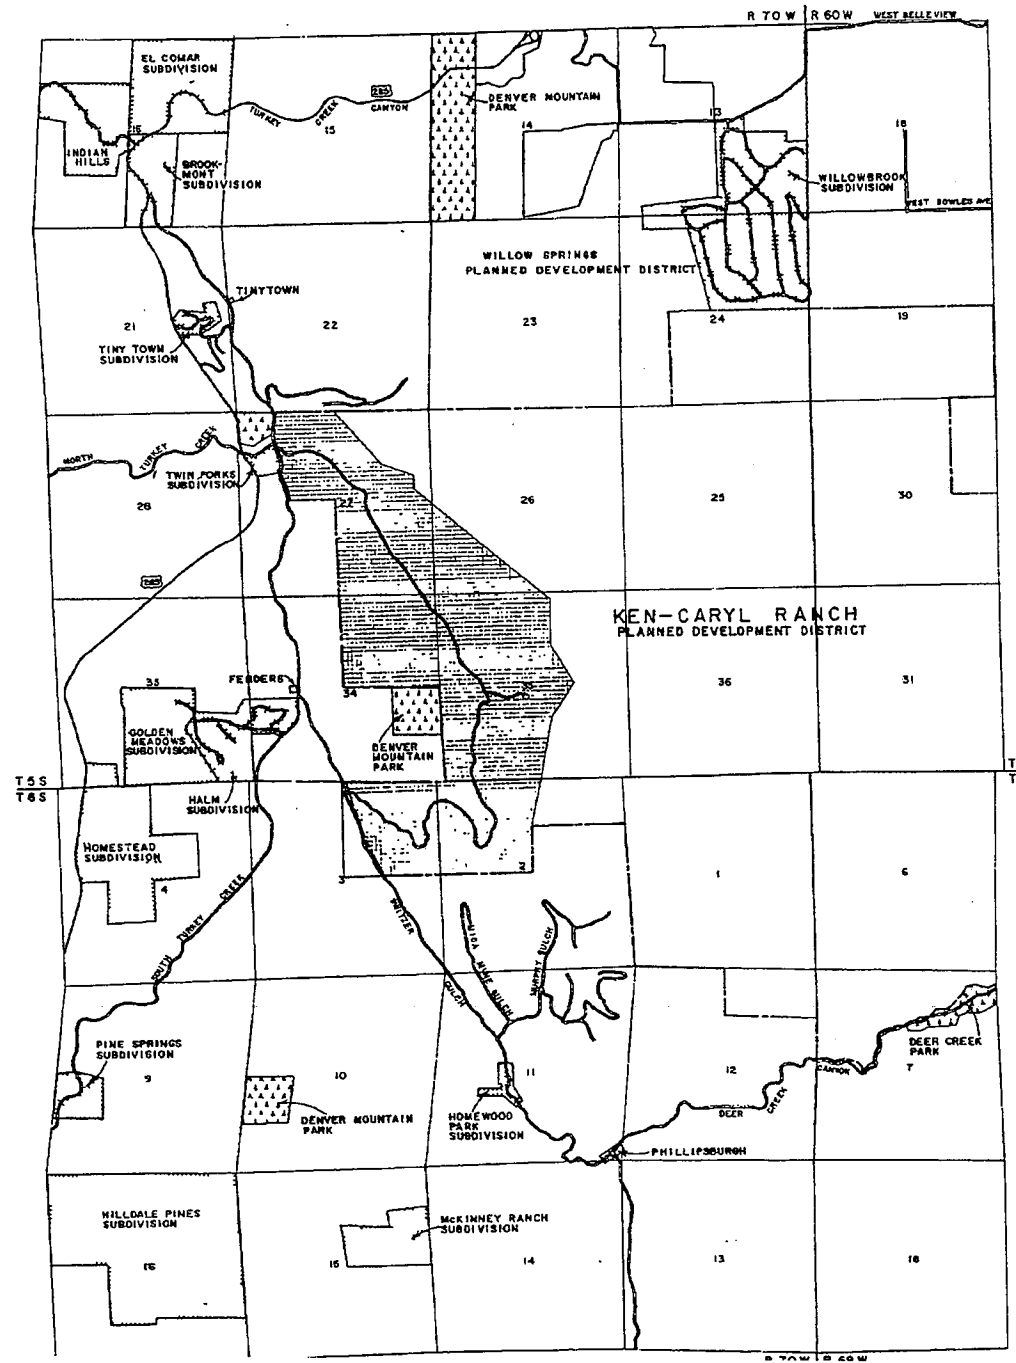 R 70 W R 60 W WEST BELLEVIEW
EL COMAR
SUBDIVISION
285
CANYON
TURKEY
CREEK
DENVER MOUNTAIN
PARK
16
15
14
13
18
INDIAN
HILLS
BROOK-
MONT
SUBDIVISION
WILLOWBROOK
SUBDIVISION
WEST BOWLES AVE
WILLOW SPRINGS
PLANNED DEVELOPMENT DISTRICT
TINYTOWN
21
22
23
24
19
TINY TOWN
SUBDIVISION
NORTH
TURKEY
CREEK
TWIN FORKS
SUBDIVISION
28
27
26
25
30
285
KEN-CARYL RANCH
PLANNED DEVELOPMENT DISTRICT
FENDERS
33
34
36
31
GOLDEN
MEADOWS
SUBDIVISION
DENVER
MOUNTAIN
PARK
T5S
T6S
T
T
HALM
SUBDIVISION
HOMESTEAD
SUBDIVISION
4
3
1
6
SOUTH
TURKEY
CREEK
SWITZER
GULCH
MICA MINE GULCH
MURPHY GULCH
PINE SPRINGS
SUBDIVISION
9
10
11
12
7
DEER CREEK
PARK
DEER
CREEK
CANYON
DENVER MOUNTAIN
PARK
HOMEWOOD
PARK
SUBDIVISION
PHILLIPSBURGH
HILLDALE PINES
SUBDIVISION
McKINNEY RANCH
SUBDIVISION
16
15
14
13
18
R 70 W R 69 W